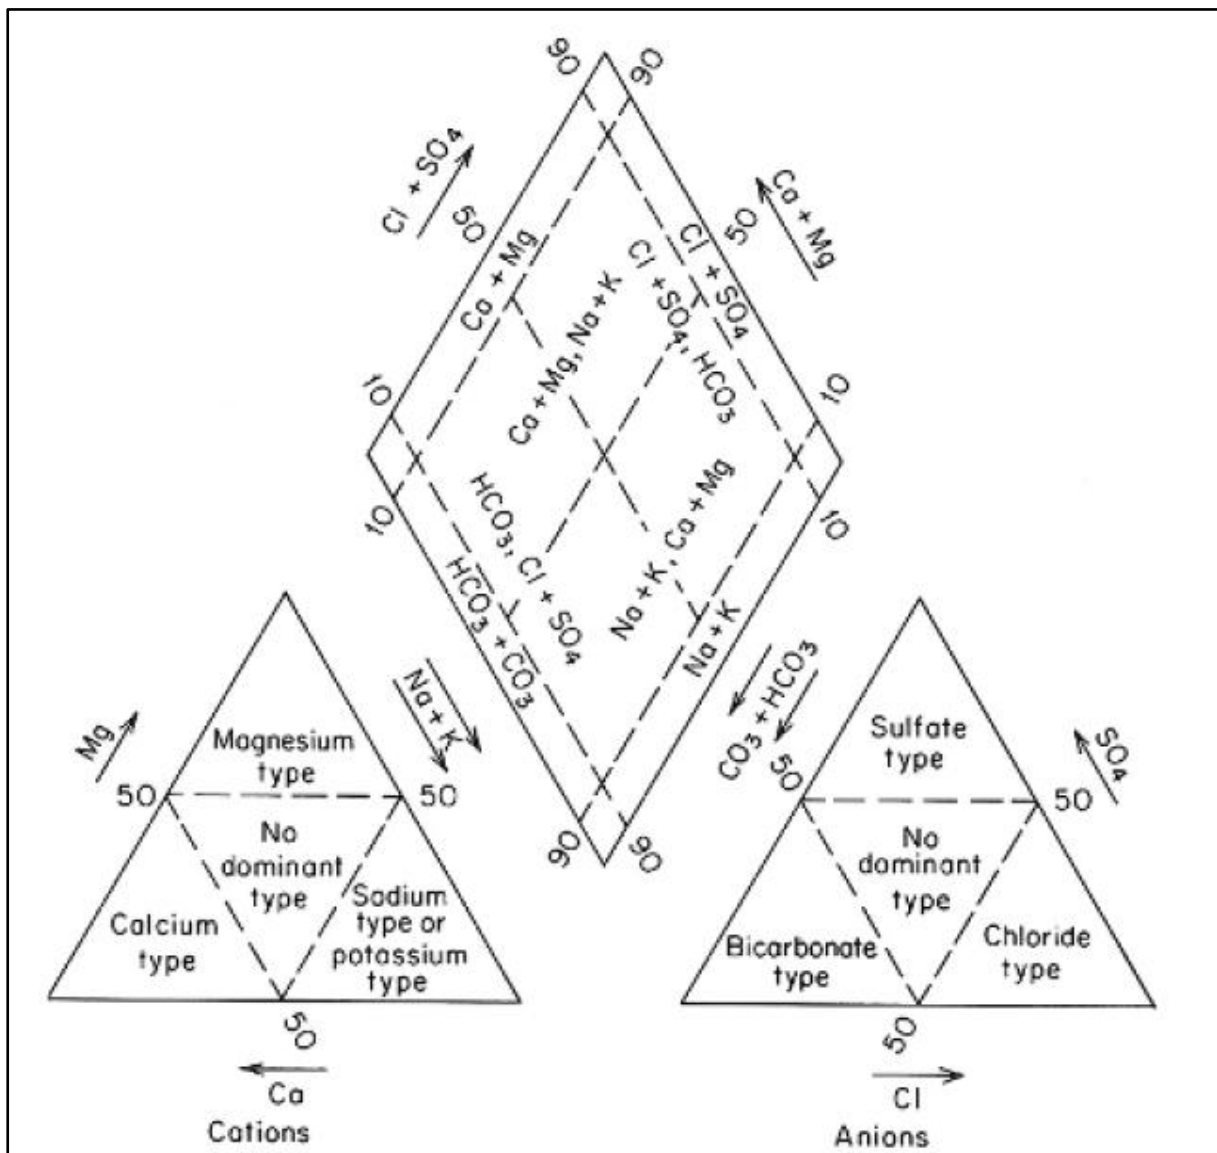 90
90
Cl + SO₄
50
Ca + Mg
50
Ca + Mg
Cl + SO₄
Ca + Mg, Na + K
Cl + SO₄, HCO₃
10
10
10
10
HCO₃, Cl + SO₄
Na + K, Ca + Mg
HCO₃ + CO₃
Na + K
90
90
Mg
Na + K
50
50
Magnesium
type
No
dominant
type
Calcium
type
Sodium
type or
potassium
type
50
Ca
Cations
CO₃ + HCO₃
50
SO₄
50
Sulfate
type
No
dominant
type
Bicarbonate
type
Chloride
type
50
Cl
Anions